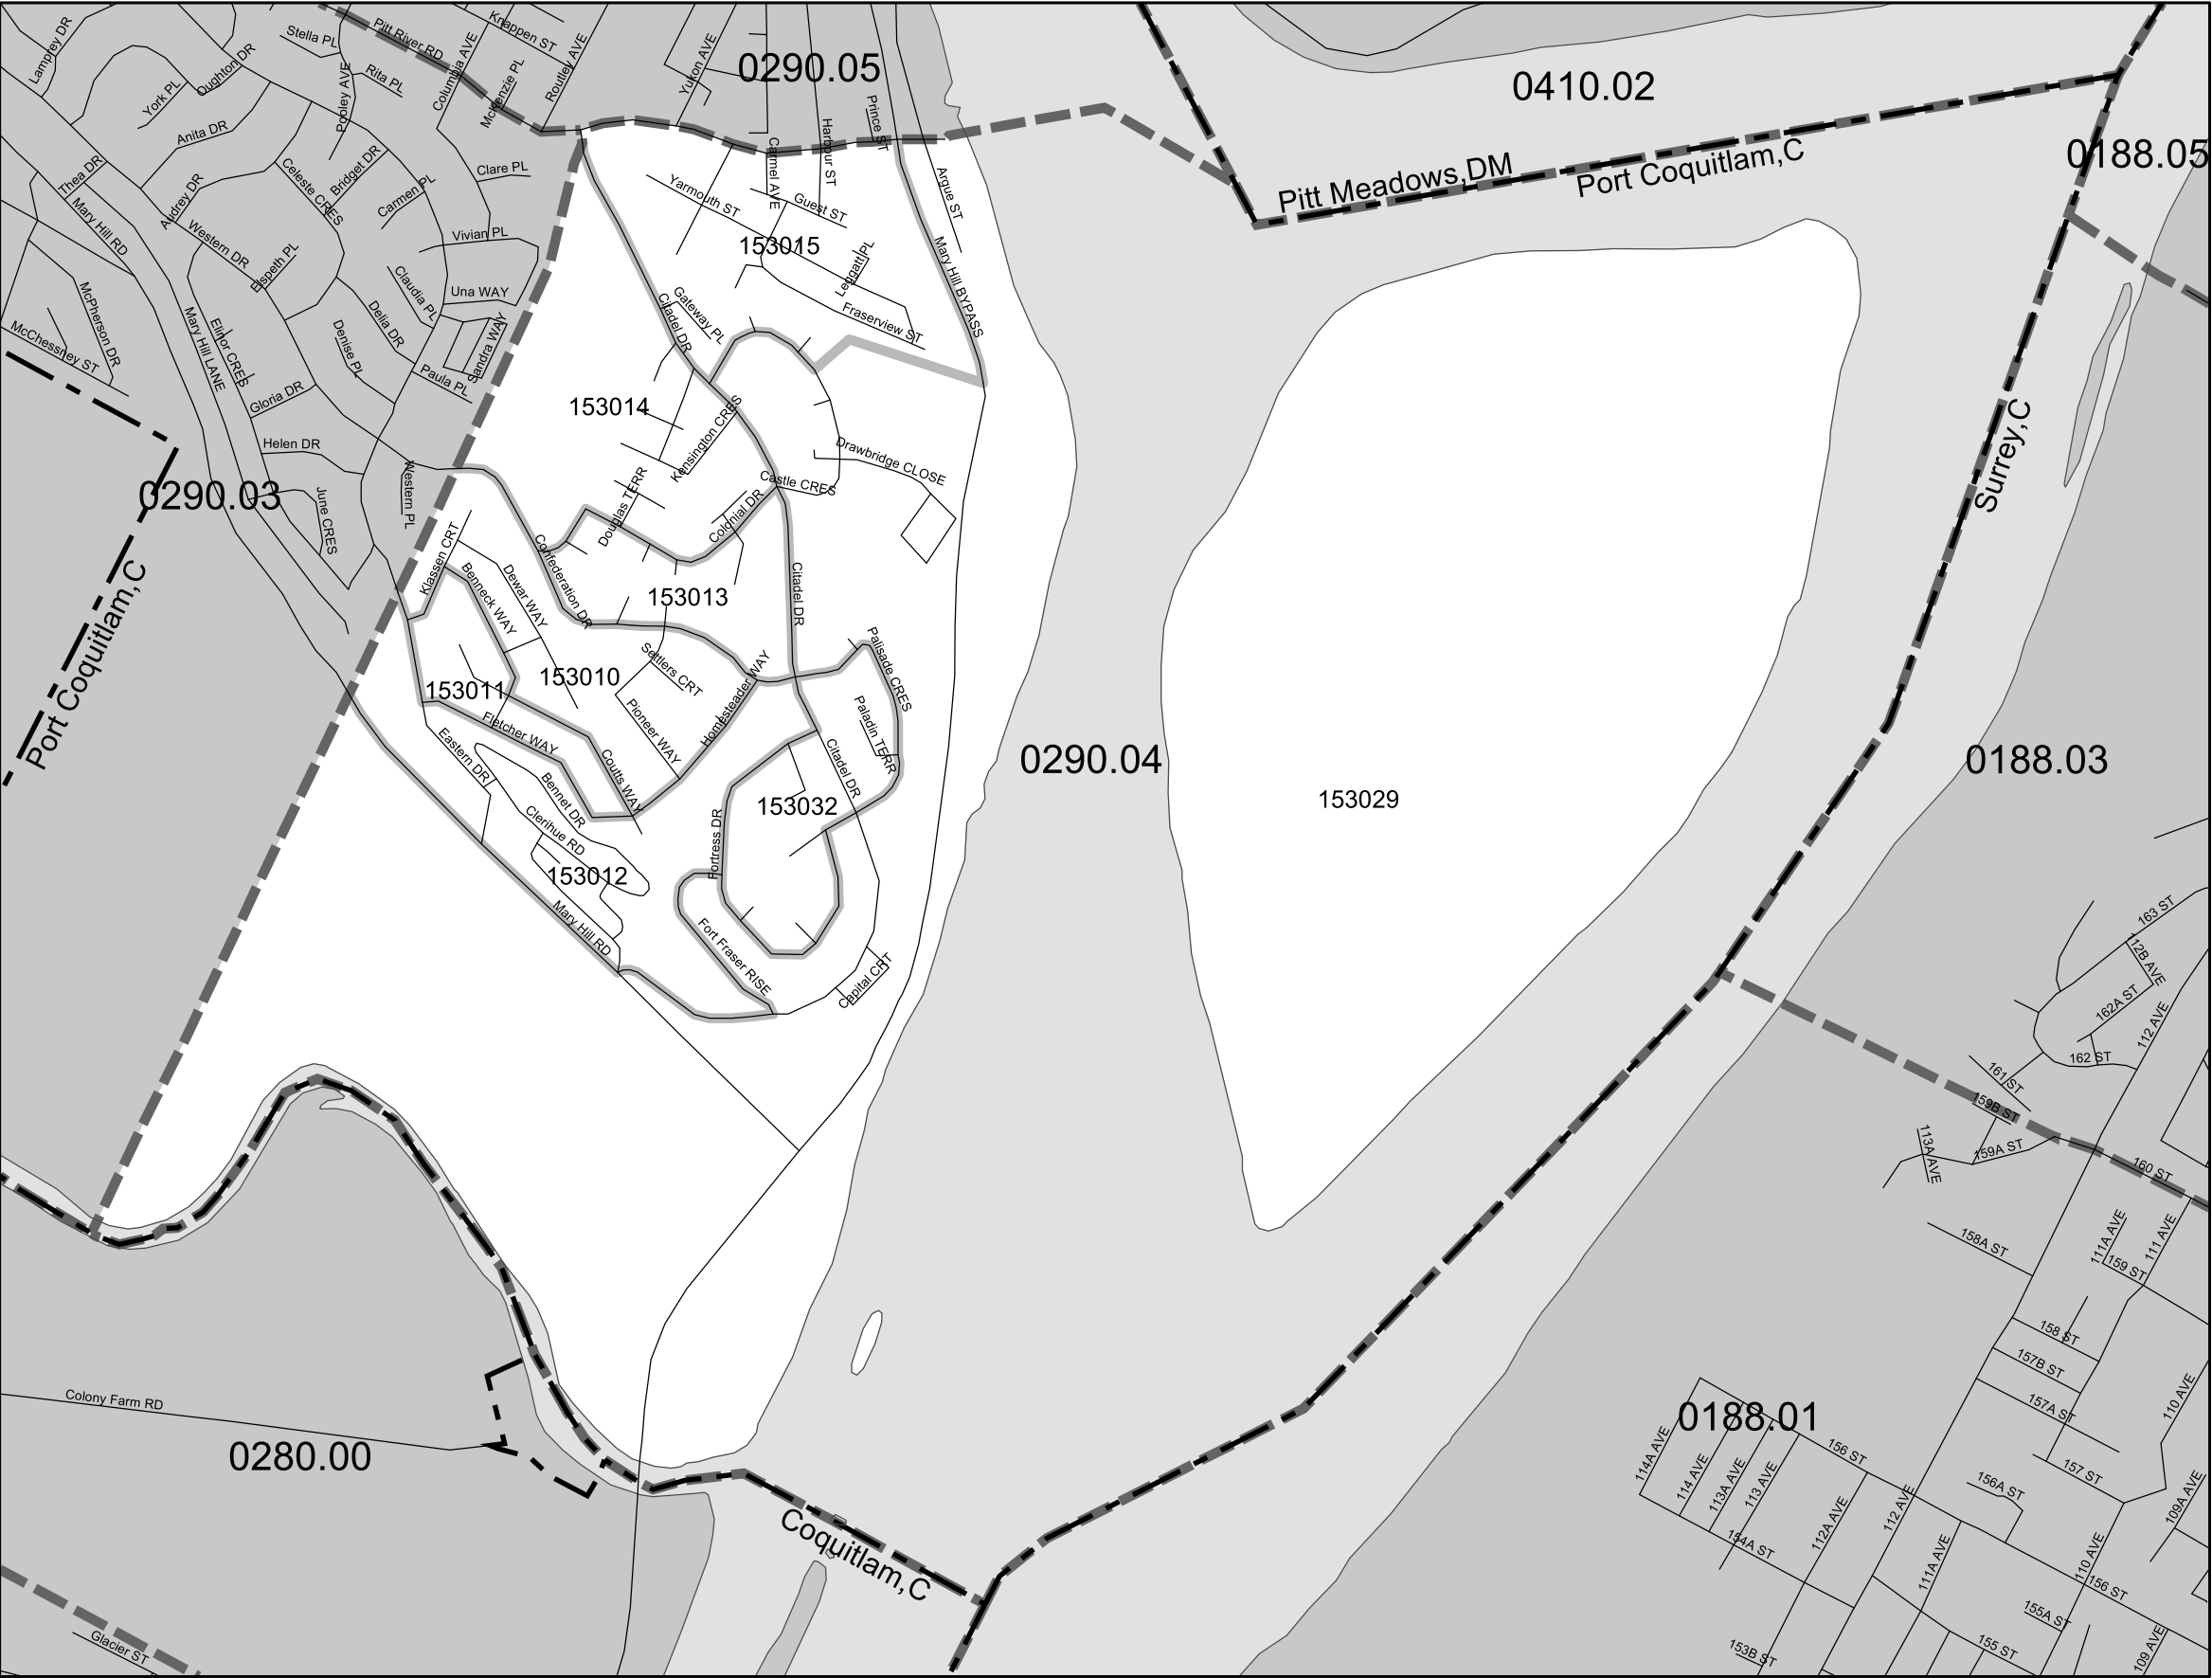 Lamprey DR
Stella PL
Pitt River RD
Knappen ST
Columbia AVE
McKenzie PL
Routley AVE
Yukon AVE
0290.05
0410.02
Oughton DR
York PL
Rita PL
Pooley AVE
Anita DR
Prince ST
Harbour ST
Carmel AVE
Argue ST
0188.05
Pitt Meadows,DM
Port Coquitlam,C
Thea DR
Mary Hill RD
Audrey DR
Celeste CRES
Bridget DR
Carmen PL
Clare PL
Yarmouth ST
Guest ST
Western DR
Vivian PL
153015
Leggatt PL
Mary Hill BYPASS
Elspeth PL
Claudia PL
Una WAY
Gateway PL
Citadel DR
Fraserview ST
McPherson DR
McChessney ST
Mary Hill LANE
Elinor CRES
Denise PL
Delia DR
Sandra WAY
Paula PL
Gloria DR
153014
Kensington CRES
Helen DR
Drawbridge CLOSE
Surrey,C
0290.03
Western PL
June CRES
Castle CRES
Douglas TERR
Colonial DR
Klassen CRT
Confederation DR
Benneck WAY
Dewar WAY
153013
Citadel DR
Port Coquitlam,C
Settlers CRT
Palisade CRES
153011
153010
Homesteader WAY
Pioneer WAY
Paladin TERR
Fletcher WAY
Eastern DR
Coutts WAY
Citadel DR
0290.04
0188.03
Bennet DR
153032
153029
Clerihue RD
Fortress DR
153012
Mary Hill RD
Fort Fraser RISE
Capital CRT
163 ST
112B AVE
162A ST
112 AVE
162 ST
161 ST
159B ST
113A AVE
159A ST
160 ST
158A ST
111A AVE
111 AVE
159 ST
158 ST
157B ST
157A ST
110 AVE
Colony Farm RD
0280.00
0188.01
114A AVE
114 AVE
113A AVE
113 AVE
156 ST
157 ST
156A ST
109A AVE
112A AVE
112 AVE
154A ST
111A AVE
110 AVE
156 ST
Coquitlam,C
155A ST
155 ST
109 AVE
153B ST
Glacier ST